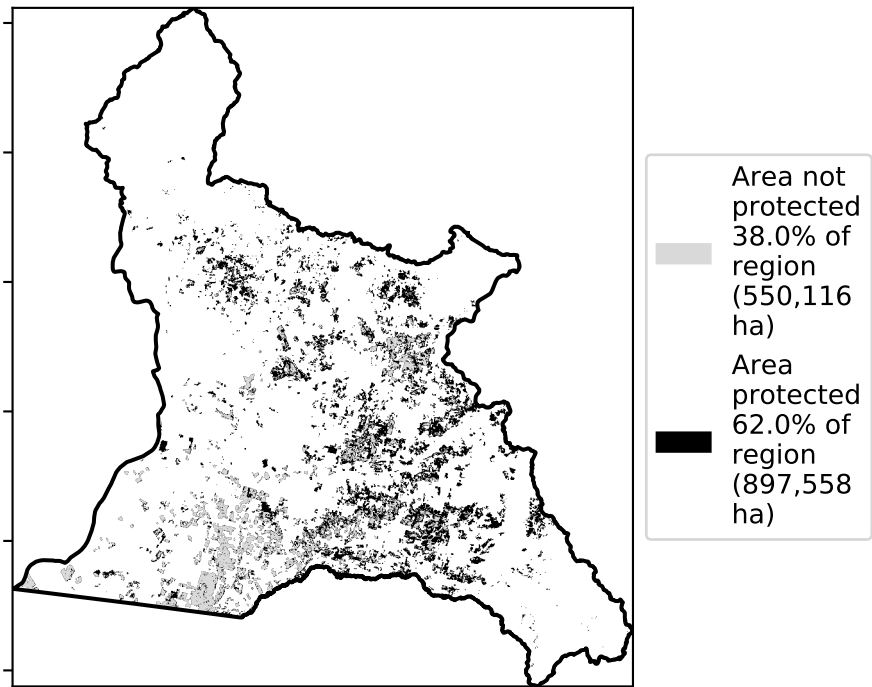 Area not
protected
38.0% of
region
(550,116
ha)
Area
protected
62.0% of
region
(897,558
ha)